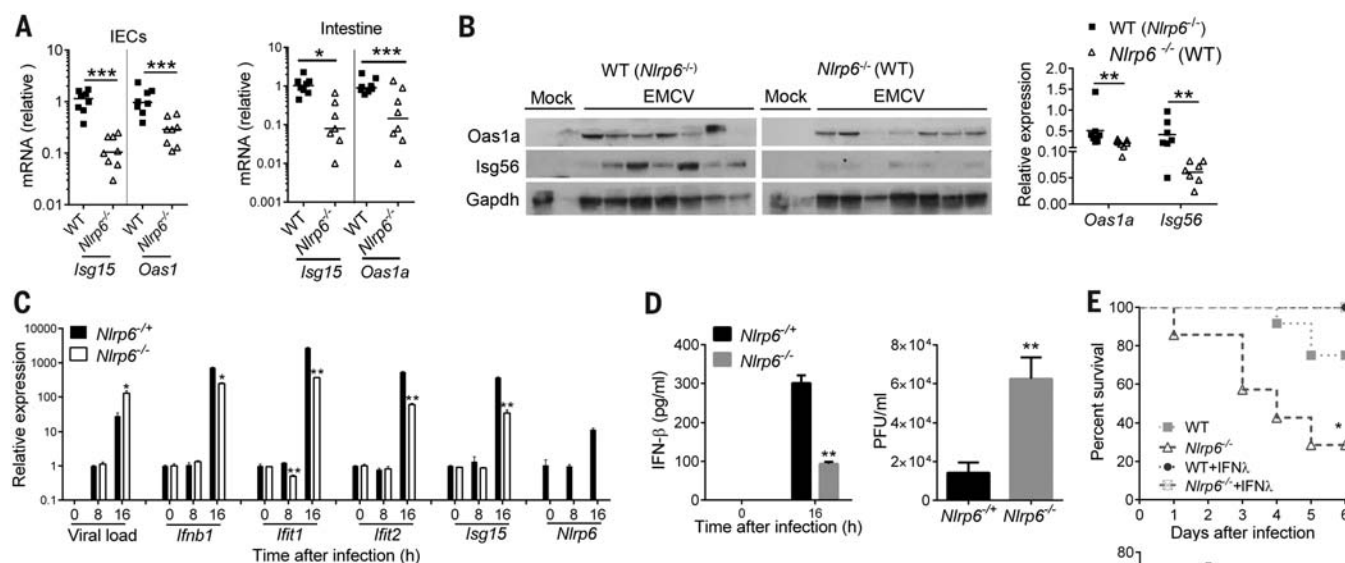 A
IECs
mRNA (relative)
10
1
0.1
0.01
***
***
WT
Nlrp6-/-
WT
Nlrp6-/-
Isg15
Oas1
Intestine
mRNA (relative)
10
1
0.1
0.01
0.001
*
***
WT
Nlrp6-/-
WT
Nlrp6-/-
Isg15
Oas1a
B
WT (Nlrp6-/-)
Nlrp6-/- (WT)
Mock
EMCV
Mock
EMCV
Oas1a
Isg56
Gapdh
WT (Nlrp6-/-)
Nlrp6 -/- (WT)
Relative expression
2.0
1.5
1.0
0.5
0.10
0.05
0.00
**
**
Oas1a
Isg56
C
Nlrp6-/+
Nlrp6-/-
Relative expression
10000
1000
100
10
1
0.1
*
*
**
**
**
**
0 8 16 0 8 16 0 8 16 0 8 16 0 8 16 0 8 16
Viral load Ifnb1 Ifit1 Ifit2 Isg15 Nlrp6
Time after infection (h)
D
Nlrp6-/+
Nlrp6-/-
IFN-β (pg/ml)
400
300
200
100
0
**
0 16
Time after infection (h)
PFU/ml
8×10⁴
6×10⁴
4×10⁴
2×10⁴
0
**
Nlrp6-/+
Nlrp6-/-
E
Percent survival
100
80
60
40
20
0
WT
Nlrp6-/-
WT+IFNλ
Nlrp6-/-+IFNλ
*
0 1 2 3 4 5 6
Days after infection
80